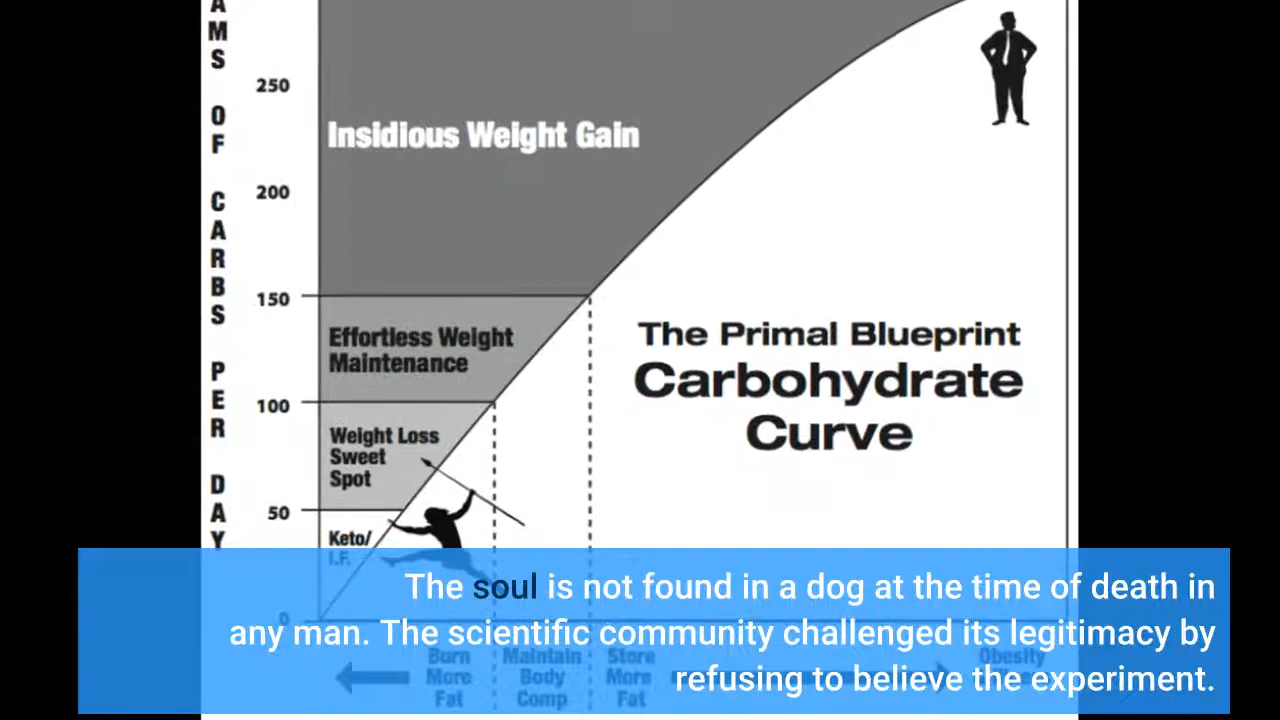 AMS OF CARBS PER DAY
250
Insidious Weight Gain
200
150
Effortless Weight
Maintenance
The Primal Blueprint
Carbohydrate
Curve
100
Weight Loss
Sweet
Spot
50
Keto/
I.F.
0
The soul is not found in a dog at the time of death in
any man. The scientific community challenged its legitimacy by
refusing to believe the experiment.
Burn
More
Fat
Maintain
Body
Comp
Store
More
Fat
Obesity